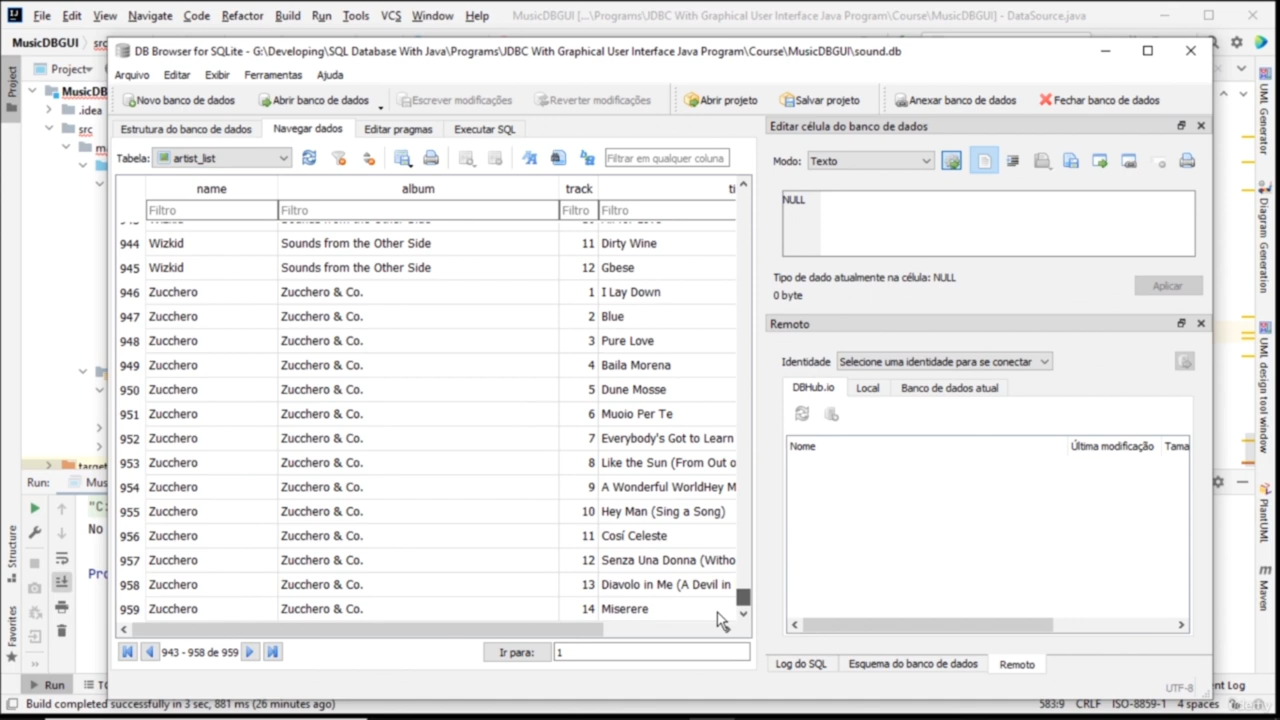 File Edit View Navigate Code Refactor Build Run Tools VCS Window Help MusicDBGUI [...\Programs\JDBC With Graphical User Interface Java Program\Course\MusicDBGUI] - DataSource.java
MusicDBGUI src
DB Browser for SQLite - G:\Developing\SQL Database With Java\Programs\JDBC With Graphical User Interface Java Program\Course\MusicDBGUI\sound.db
Arquivo Editar Exibir Ferramentas Ajuda
Novo banco de dados Abrir banco de dados Escrever modificações Reverter modificações Abrir projeto Salvar projeto Anexar banco de dados Fechar banco de dados
Estrutura do banco de dados Navegar dados Editar pragmas Executar SQL
Tabela: artist_list Filtrar em qualquer coluna
name album track ti
Filtro Filtro Filtro Filtro
944 Wizkid Sounds from the Other Side 11 Dirty Wine
945 Wizkid Sounds from the Other Side 12 Gbese
946 Zucchero Zucchero & Co. 1 I Lay Down
947 Zucchero Zucchero & Co. 2 Blue
948 Zucchero Zucchero & Co. 3 Pure Love
949 Zucchero Zucchero & Co. 4 Baila Morena
950 Zucchero Zucchero & Co. 5 Dune Mosse
951 Zucchero Zucchero & Co. 6 Muoio Per Te
952 Zucchero Zucchero & Co. 7 Everybody's Got to Learn
953 Zucchero Zucchero & Co. 8 Like the Sun (From Out o
954 Zucchero Zucchero & Co. 9 A Wonderful WorldHey M
955 Zucchero Zucchero & Co. 10 Hey Man (Sing a Song)
956 Zucchero Zucchero & Co. 11 Cosí Celeste
957 Zucchero Zucchero & Co. 12 Senza Una Donna (Witho
958 Zucchero Zucchero & Co. 13 Diavolo in Me (A Devil in
959 Zucchero Zucchero & Co. 14 Miserere
943 - 958 de 959 Ir para: 1
Editar célula do banco de dados
Modo: Texto
NULL
Tipo de dado atualmente na célula: NULL
0 byte
Aplicar
Remoto
Identidade Selecione uma identidade para se conectar
DBHub.io Local Banco de dados atual
Nome Última modificação Tama
Log do SQL Esquema do banco de dados Remoto
UTF-8
Project
MusicDB
.idea
src
target
Run: Mus
"C:
No
Pro
Structure
Favorites
UML Generator
Diagram Generation
UML design tool window
PlantUML
Maven
Run TO ent Log
Build completed successfully in 3 sec, 881 ms (26 minutes ago) 583:9 CRLF ISO-8859-1 4 spaces